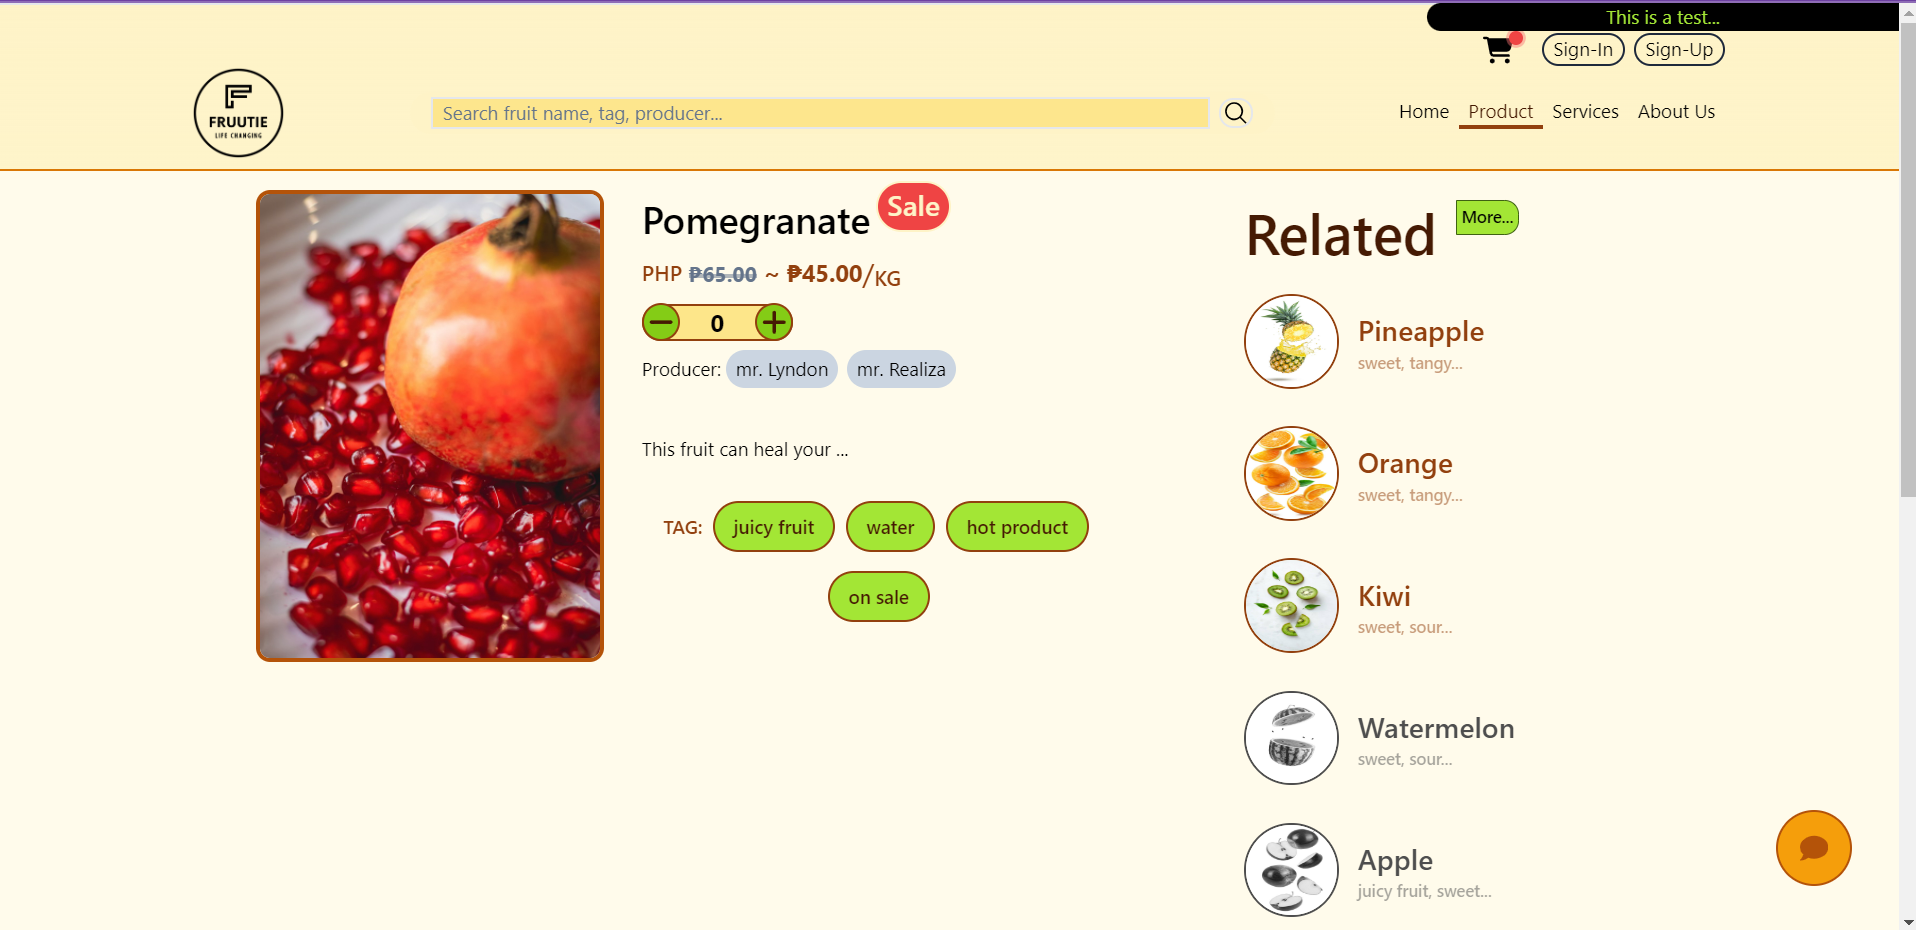 This is a test...
Sign-In
Sign-Up
FRUUTIE
LIFE CHANGING
Search fruit name, tag, producer...
Home
Product
Services
About Us
Pomegranate
Sale
PHP ₱65.00 ~ ₱45.00/KG
0
Producer: mr. Lyndon mr. Realiza
This fruit can heal your ...
TAG: juicy fruit water hot product
on sale
Related
More...
Pineapple
sweet, tangy...
Orange
sweet, tangy...
Kiwi
sweet, sour...
Watermelon
sweet, sour...
Apple
juicy fruit, sweet...